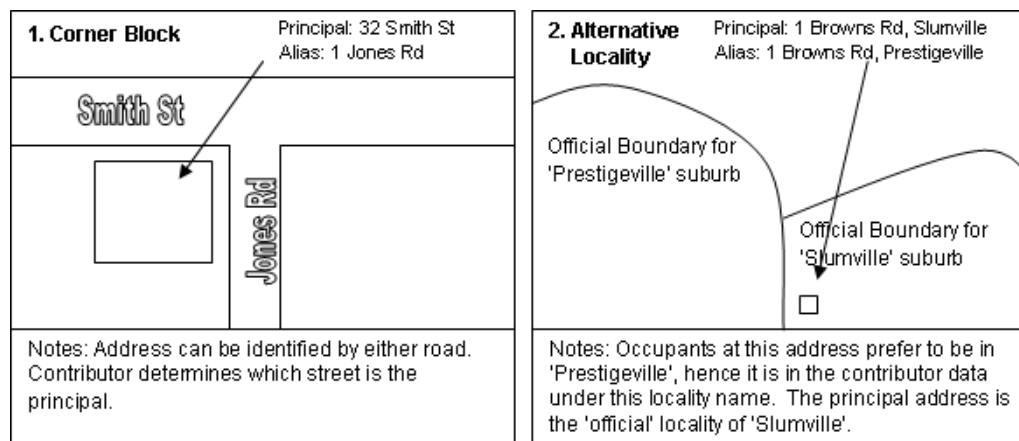 1. Corner Block
Principal: 32 Smith St
Alias: 1 Jones Rd
Smith St
Jones Rd
Notes: Address can be identified by either road.
Contributor determines which street is the
principal.
2. Alternative
Locality
Principal: 1 Browns Rd, Slumville
Alias: 1 Browns Rd, Prestigeville
Official Boundary for
'Prestigeville' suburb
Official Boundary for
'Slumville' suburb
Notes: Occupants at this address prefer to be in
'Prestigeville', hence it is in the contributor data
under this locality name.  The principal address is
the 'official' locality of 'Slumville'.